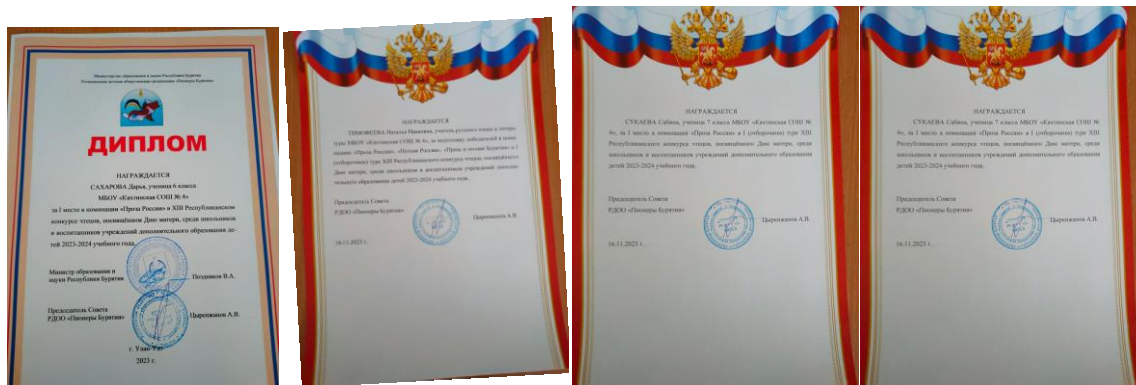 Министерство образования и науки Республики Бурятия
Региональная детская общественная организация «Пионеры Бурятии»
ДИПЛОМ
НАГРАЖДАЕТСЯ
САХАРОВА Дарья, ученица 6 класса
МБОУ «Кяхтинская СОШ № 4»
за I место в номинации «Проза России» в XIII Республиканском
конкурсе чтецов, посвящённом Дню матери, среди школьников
и воспитанников учреждений дополнительного образования де-
тей 2023-2024 учебного года.
Министр образования и
науки Республики Бурятия
Поздняков В.А.
Председатель Совета
РДОО «Пионеры Бурятии»
Цыренжапов А.В.
г. Улан-Удэ
2023 г.
НАГРАЖДАЕТСЯ
ТИМОФЕЕВА Наталья Ивановна, учитель русского языка и литера-
туры МБОУ «Кяхтинская СОШ № 4», за подготовку победителей в номи-
нациях «Проза России», «Поэзия России», «Проза и поэзия Бурятии» в I
(отборочном) туре XIII Республиканского конкурса чтецов, посвящённого
Дню матери, среди школьников и воспитанников учреждений дополни-
тельного образования детей 2023-2024 учебного года.
Председатель Совета
РДОО «Пионеры Бурятии»
Цыренжапов А.В.
16.11.2023 г.
НАГРАЖДАЕТСЯ
СУКАЕВА Сабина, ученица 7 класса МБОУ «Кяхтинская СОШ №
4», за I место в номинации «Проза России» в I (отборочном) туре XIII
Республиканского конкурса чтецов, посвящённого Дню матери, среди
школьников и воспитанников учреждений дополнительного образования
детей 2023-2024 учебного года.
Председатель Совета
РДОО «Пионеры Бурятии»
Цыренжапов А.В.
16.11.2023 г.
НАГРАЖДАЕТСЯ
СУКАЕВА Сабина, ученица 7 класса МБОУ «Кяхтинская СОШ №
4», за I место в номинации «Проза России» в I (отборочном) туре XIII
Республиканского конкурса чтецов, посвящённого Дню матери, среди
школьников и воспитанников учреждений дополнительного образования
детей 2023-2024 учебного года.
Председатель Совета
РДОО «Пионеры Бурятии»
Цыренжапов А.В.
16.11.2023 г.